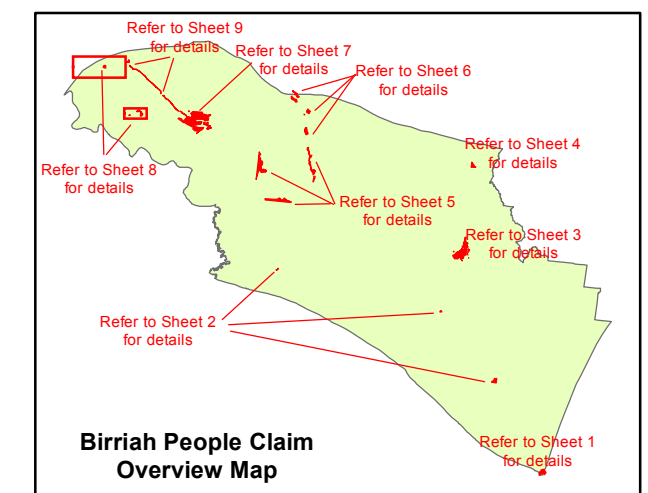 Refer to Sheet 9
for details
Refer to Sheet 7
for details
Refer to Sheet 6
for details
Refer to Sheet 4
for details
Refer to Sheet 8
for details
Refer to Sheet 5
for details
Refer to Sheet 3
for details
Refer to Sheet 2
for details
Birriah People Claim
Overview Map
Refer to Sheet 1
for details